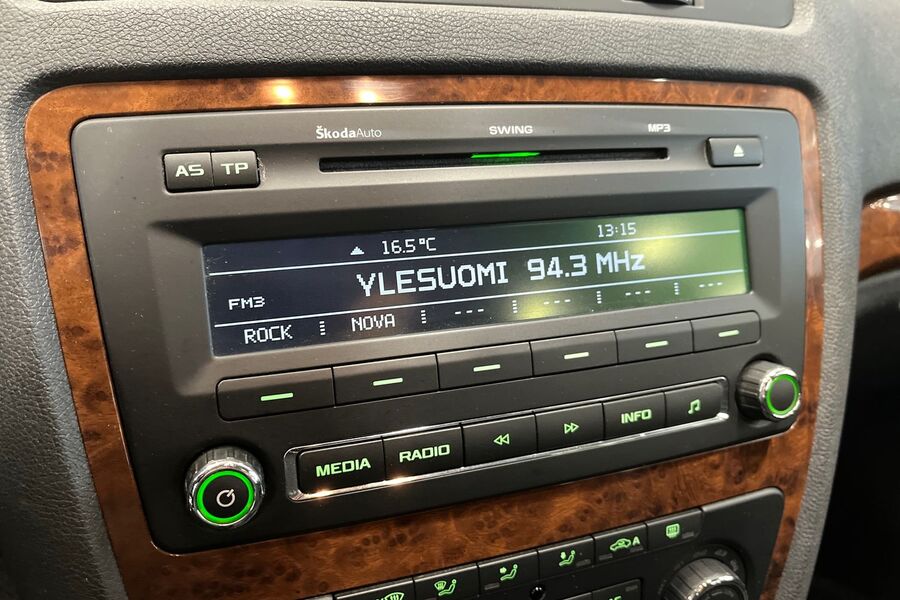 ŠkodaAuto SWING MP3
AS TP
16.5°C 13:15
YLESUOMI 94.3 MHz
FM3
ROCK NOVA --- --- --- ---
MEDIA RADIO INFO
A